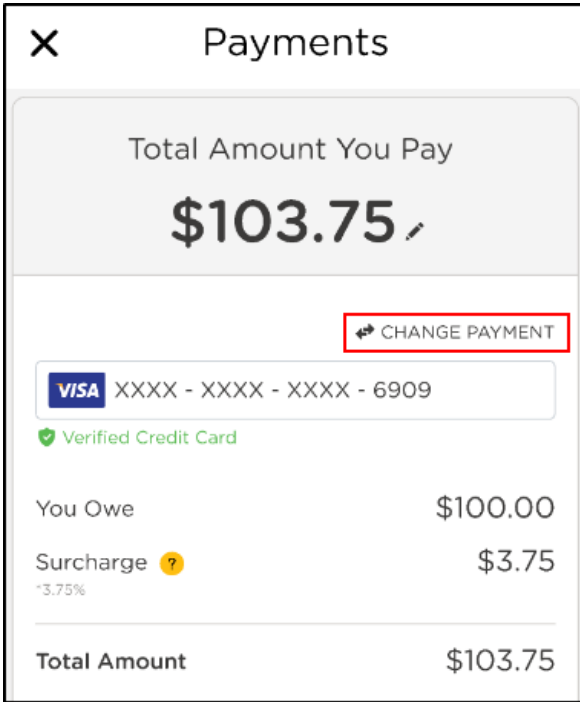 Payments
Total Amount You Pay
$103.75
CHANGE PAYMENT
VISA XXXX - XXXX - XXXX - 6909
Verified Credit Card
You Owe $100.00
Surcharge ? $3.75
*3.75%
Total Amount $103.75